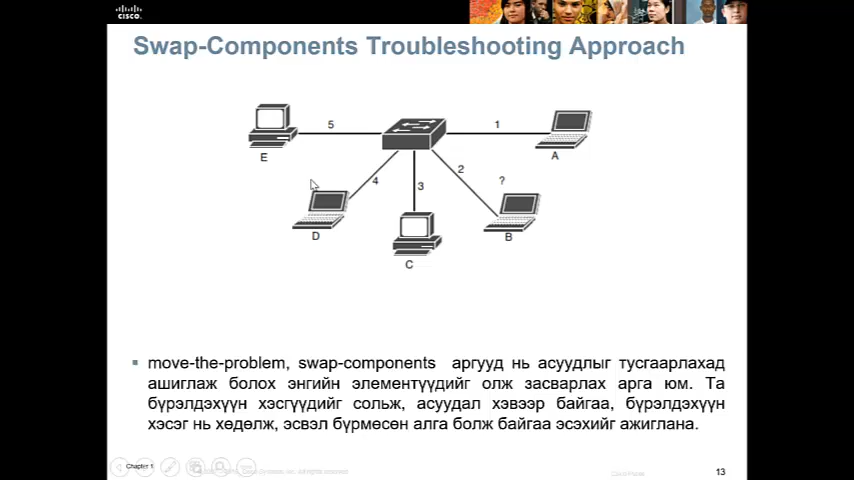 CISCO
Swap-Components Troubleshooting Approach
5
1
E
A
4
3
2
?
D
B
C
move-the-problem, swap-components аргууд нь асуудлыг тусгаарлахад
ашиглаж болох энгийн элементүүдийг олж засварлах арга юм. Та
бүрэлдэхүүн хэсгүүдийг сольж, асуудал хэвээр байгаа, бүрэлдэхүүн
хэсэг нь хөдөлж, эсвэл бүрмөсөн алга болж байгаа эсэхийг ажиглана.
Chapter 1
13